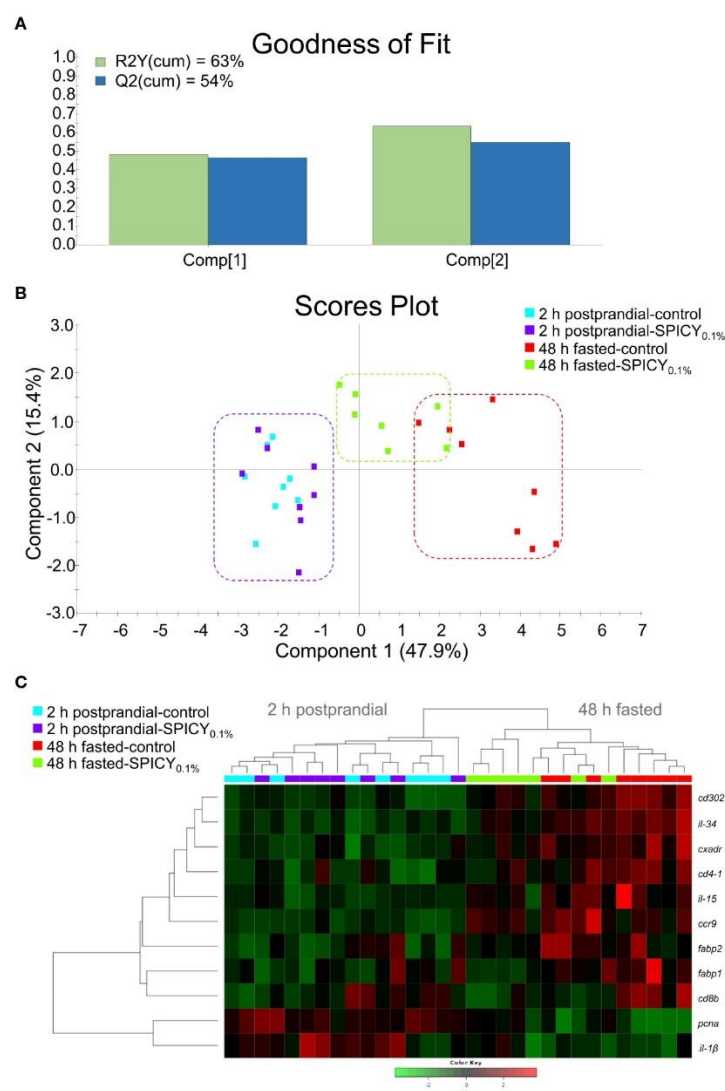 A
Goodness of Fit
R2Y(cum) = 63%
Q2(cum) = 54%
1.0
0.9
0.8
0.7
0.6
0.5
0.4
0.3
0.2
0.1
0.0
Comp[1] Comp[2]
B
Scores Plot
2 h postprandial-control
2 h postprandial-SPICY0.1%
48 h fasted-control
48 h fasted-SPICY0.1%
Component 2 (15.4%)
3.0
2.0
1.0
0.0
-1.0
-2.0
-3.0
-7 -6 -5 -4 -3 -2 -1 0 1 2 3 4 5 6 7
Component 1 (47.9%)
C
2 h postprandial-control
2 h postprandial-SPICY0.1%
48 h fasted-control
48 h fasted-SPICY0.1%
2 h postprandial 48 h fasted
cd302
il-34
cxadr
cd4-1
il-15
ccr9
fabp2
fabp1
cd8b
pcna
il-1β
Color Key
-2 0 2